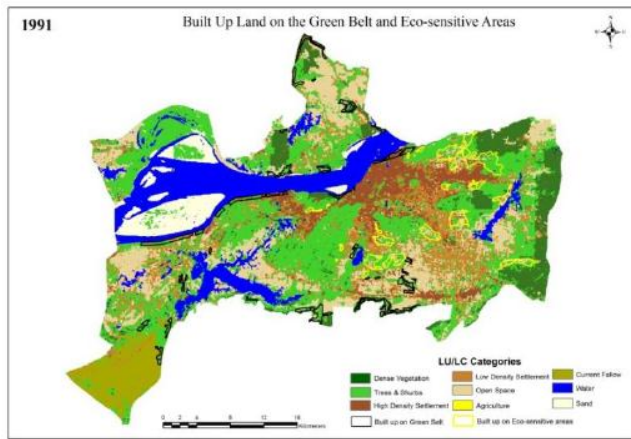 1991
Built Up Land on the Green Belt and Eco-sensitive Areas
N
LU/LC Categories
Dense Vegetation
Low Density Settlement
Current Fallow
Trees & Shurbs
Open Space
Water
High Density Settlement
Agriculture
Sand
Built up on Green Belt
Built up on Eco-sensitive areas
0 2 4 8 12 16
Kilometers